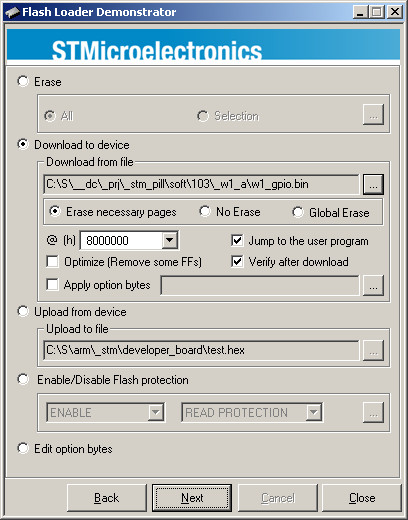 Flash Loader Demonstrator
STMicroelectronics
Erase
All Selection ...
Download to device
Download from file
C:\S\__dc\_prj\_stm_pill\soft\103\_w1_a\w1_gpio.bin ...
Erase necessary pages No Erase Global Erase
@ (h) 8000000 Jump to the user program
Optimize (Remove some FFs) Verify after download
Apply option bytes ...
Upload from device
Upload to file
C:\S\arm\_stm\developer_board\test.hex ...
Enable/Disable Flash protection
ENABLE READ PROTECTION ...
Edit option bytes
Back Next Cancel Close